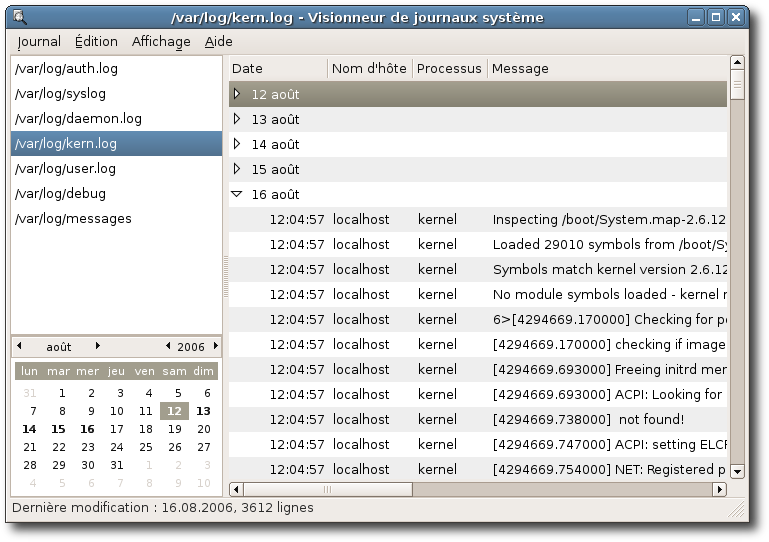 /var/log/kern.log - Visionneur de journaux système
Journal Édition Affichage Aide
/var/log/auth.log
/var/log/syslog
/var/log/daemon.log
/var/log/kern.log
/var/log/user.log
/var/log/debug
/var/log/messages
août 2006
lun mar mer jeu ven sam dim
31 1 2 3 4 5 6
7 8 9 10 11 12 13
14 15 16 17 18 19 20
21 22 23 24 25 26 27
28 29 30 31 1 2 3
4 5 6 7 8 9 10
Date Nom d'hôte Processus Message
12 août
13 août
14 août
15 août
16 août
12:04:57 localhost kernel Inspecting /boot/System.map-2.6.12
12:04:57 localhost kernel Loaded 29010 symbols from /boot/Sy
12:04:57 localhost kernel Symbols match kernel version 2.6.12
12:04:57 localhost kernel No module symbols loaded - kernel
12:04:57 localhost kernel 6>[4294669.170000] Checking for
12:04:57 localhost kernel [4294669.170000] checking if image
12:04:57 localhost kernel [4294669.693000] Freeing initrd
12:04:57 localhost kernel [4294669.693000] ACPI: Looking for
12:04:57 localhost kernel [4294669.738000] not found!
12:04:57 localhost kernel [4294669.747000] ACPI: setting
12:04:57 localhost kernel [4294669.754000] NET: Registered p
Dernière modification : 16.08.2006, 3612 lignes